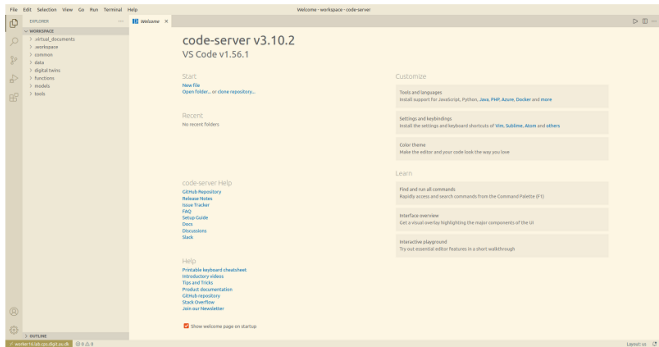 File Edit Selection View Go Run Terminal Help
Welcome - workspace - code-server
EXPLORER
WORKSPACE
.virtual_documents
.workspace
common
data
digital twins
functions
models
tools
OUTLINE
Welcome
code-server v3.10.2
VS Code v1.56.1
Start
New file
Open folder... or clone repository...
Recent
No recent folders
code-server Help
GitHub Repository
Release Notes
Issue Tracker
FAQ
Setup Guide
Docs
Discussions
Slack
Help
Printable keyboard cheatsheet
Introductory videos
Tips and Tricks
Product documentation
GitHub repository
Stack Overflow
Join our Newsletter
Show welcome page on startup
Customize
Tools and languages
Install support for JavaScript, Python, Java, PHP, Azure, Docker and more
Settings and keybindings
Install the settings and keyboard shortcuts of Vim, Sublime, Atom and others
Color theme
Make the editor and your code look the way you love
Learn
Find and run all commands
Rapidly access and search commands from the Command Palette (F1)
Interface overview
Get a visual overlay highlighting the major components of the UI
Interactive playground
Try out essential editor features in a short walkthrough
0 0
Layout: us